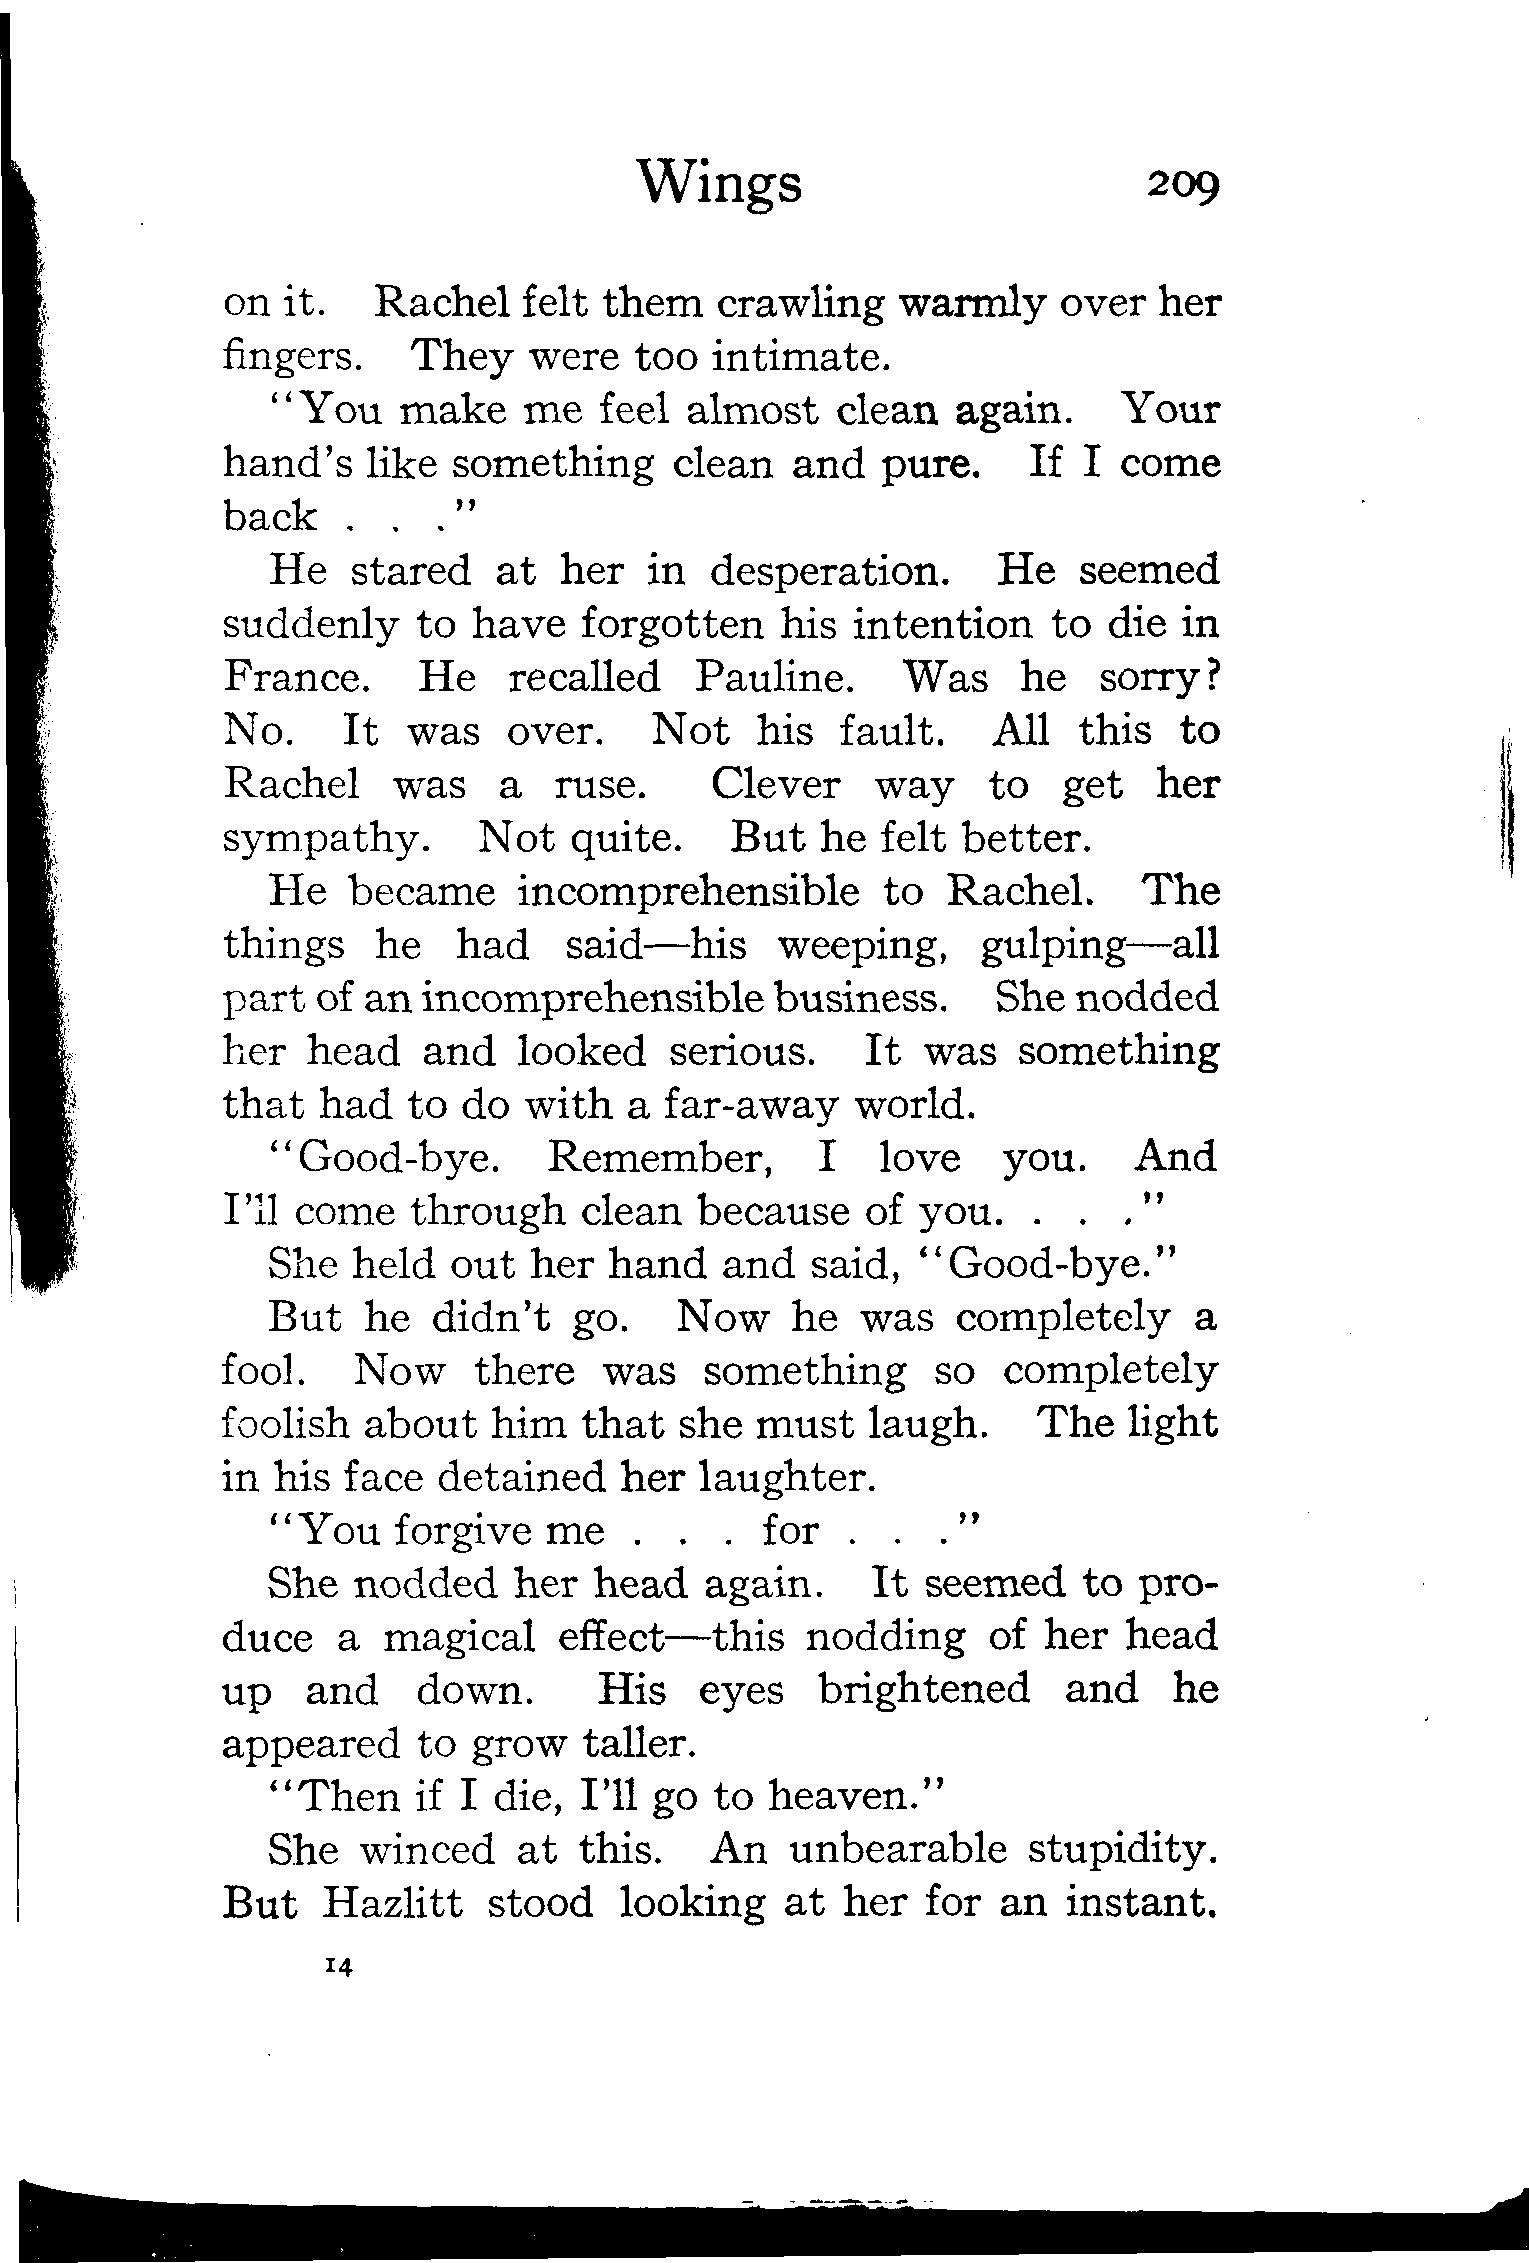 Wings 209
on it. Rachel felt them crawling warmly over her
fingers. They were too intimate.
"You make me feel almost clean again. Your
hand's like something clean and pure. If I come
back . . ."
He stared at her in desperation. He seemed
suddenly to have forgotten his intention to die in
France. He recalled Pauline. Was he sorry?
No. It was over. Not his fault. All this to
Rachel was a ruse. Clever way to get her
sympathy. Not quite. But he felt better.
He became incomprehensible to Rachel. The
things he had said—his weeping, gulping—all
part of an incomprehensible business. She nodded
her head and looked serious. It was something
that had to do with a far-away world.
"Good-bye. Remember, I love you. And
I'll come through clean because of you. . . ."
She held out her hand and said, "Good-bye."
But he didn't go. Now he was completely a
fool. Now there was something so completely
foolish about him that she must laugh. The light
in his face detained her laughter.
"You forgive me . . . for . . ."
She nodded her head again. It seemed to pro-
duce a magical effect—this nodding of her head
up and down. His eyes brightened and he
appeared to grow taller.
"Then if I die, I'll go to heaven."
She winced at this. An unbearable stupidity.
But Hazlitt stood looking at her for an instant.
14